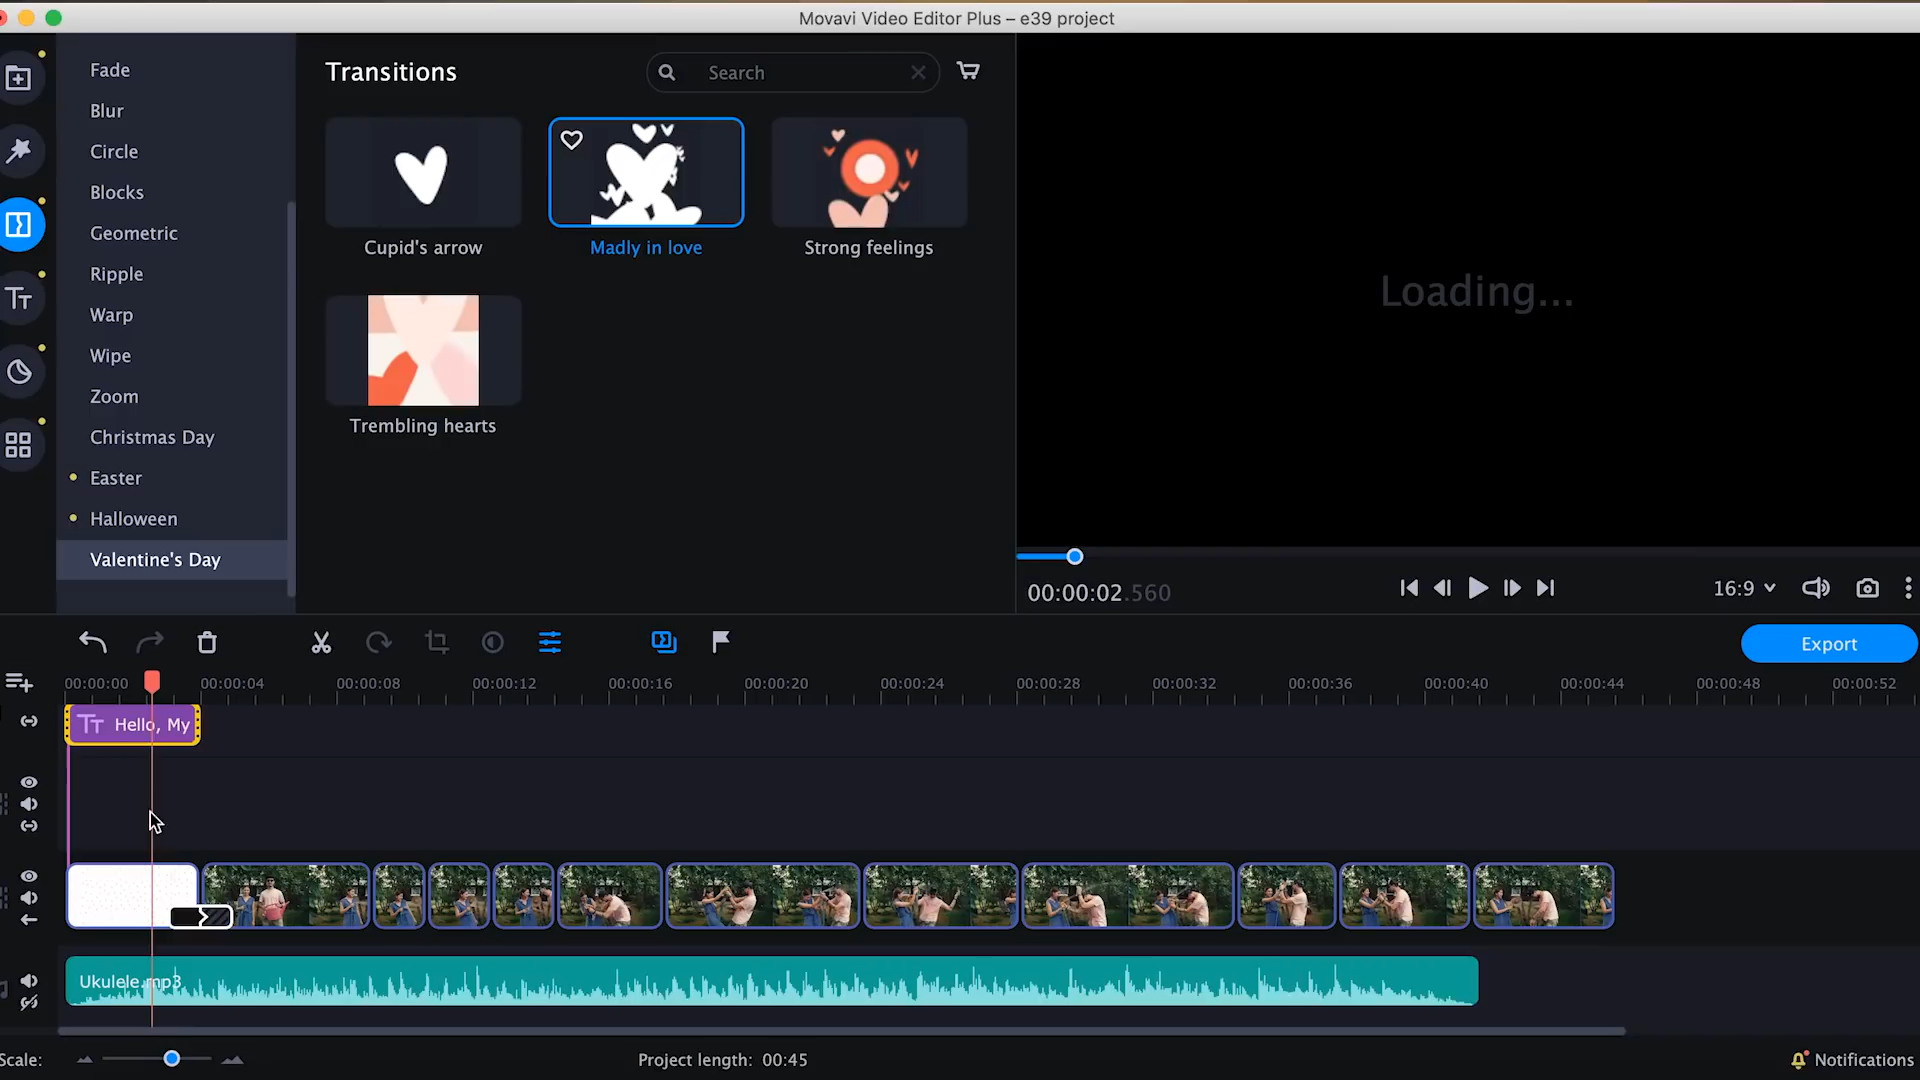 Movavi Video Editor Plus – e39 project
Fade
Blur
Circle
Blocks
Geometric
Ripple
Warp
Wipe
Zoom
Christmas Day
Easter
Halloween
Valentine's Day
Transitions
Search
Cupid's arrow
Madly in love
Strong feelings
Trembling hearts
Loading...
00:00:02.560
16:9
Export
00:00:00 00:00:04 00:00:08 00:00:12 00:00:16 00:00:20 00:00:24 00:00:28 00:00:32 00:00:36 00:00:40 00:00:44 00:00:48 00:00:52
Tт Hello, My
Ukulele.mp3
Scale:
Project length: 00:45
Notifications